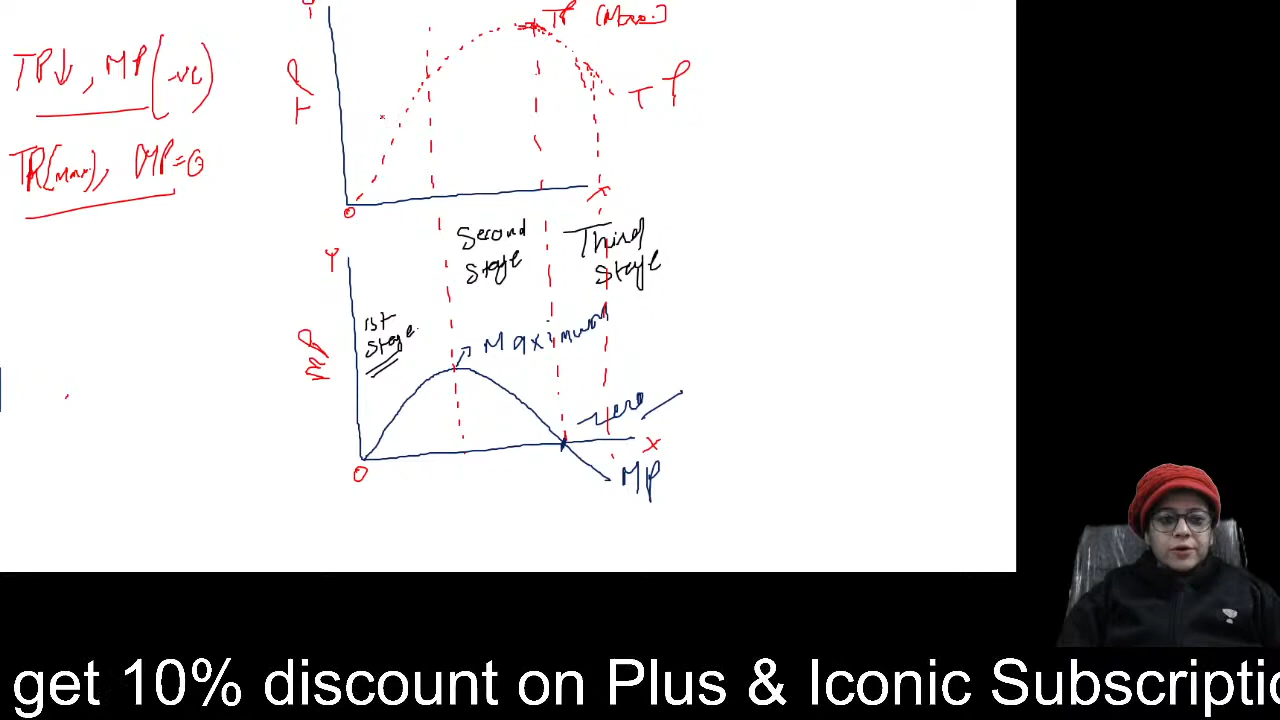 Y
TP [Max.]
TP↓, MP(-ve)
TP
TP
TP(Max), MP=0
O
X
Second
Stage
Third
Stage
Y
1st
Stage
Maximum
MP
Zero
X
O
MP
get 10% discount on Plus & Iconic Subscriptio